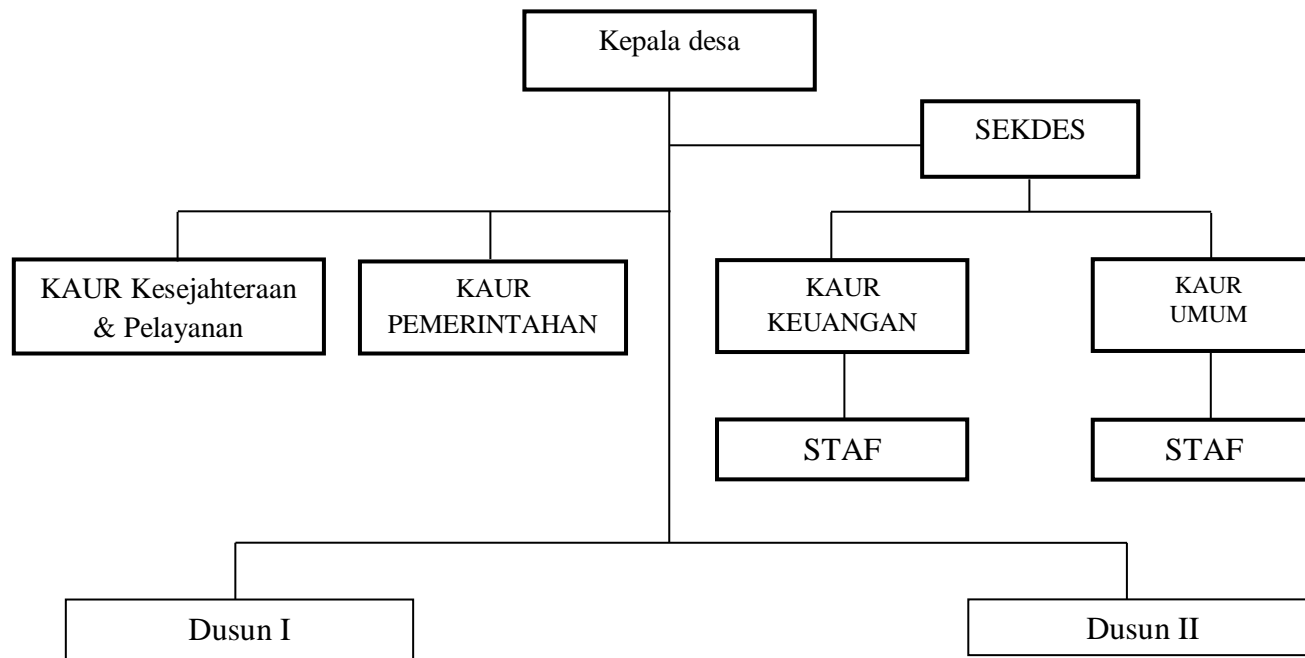 Kepala desa
SEKDES
KAUR Kesejahteraan
& Pelayanan
KAUR
PEMERINTAHAN
KAUR
KEUANGAN
KAUR
UMUM
STAF
STAF
Dusun I
Dusun II